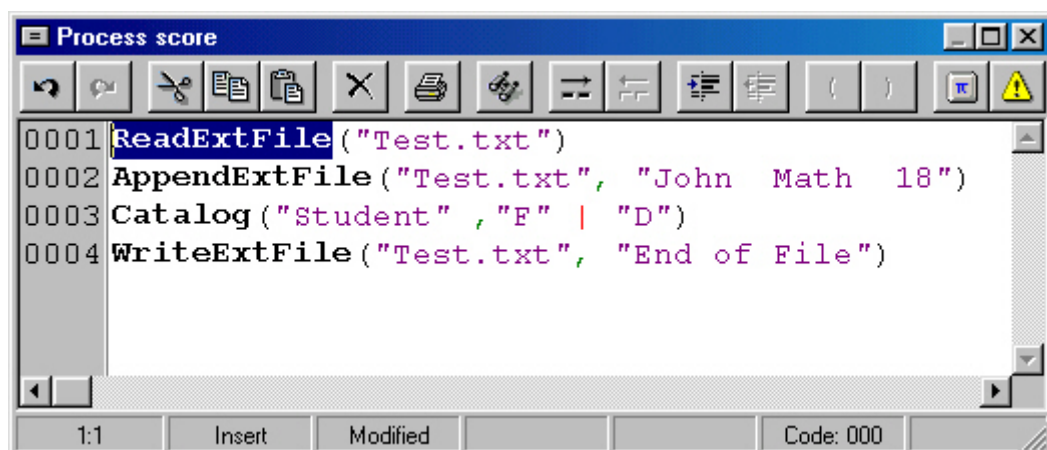 Process score
0001 ReadExtFile("Test.txt")
0002 AppendExtFile("Test.txt", "John  Math  18")
0003 Catalog("Student" ,"F" | "D")
0004 WriteExtFile("Test.txt", "End of File")
1:1 Insert Modified Code: 000